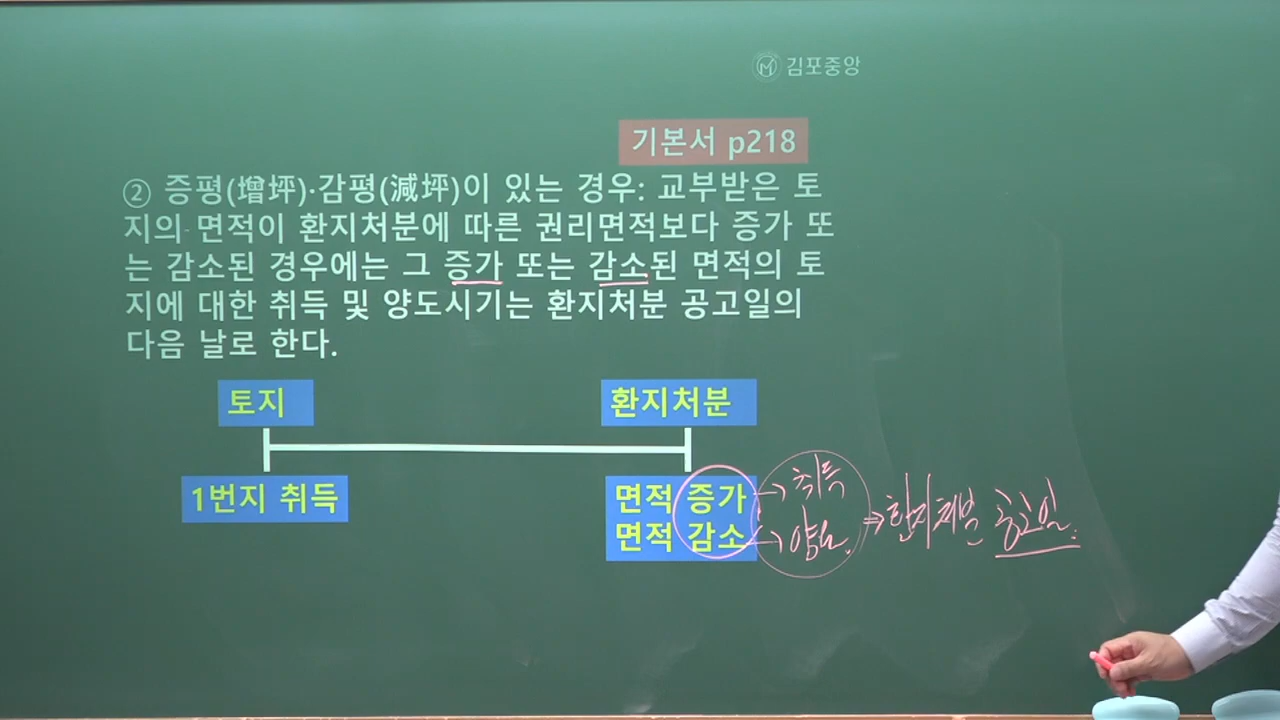 김포중앙
기본서 p218
② 증평(增坪)·감평(減坪)이 있는 경우: 교부받은 토
지의 면적이 환지처분에 따른 권리면적보다 증가 또
는 감소된 경우에는 그 증가 또는 감소된 면적의 토
지에 대한 취득 및 양도시기는 환지처분 공고일의
다음 날로 한다.
토지
환지처분
1번지 취득
면적 증가 → 취득
면적 감소 → 양도. ⇒ 환지처분 공고일.